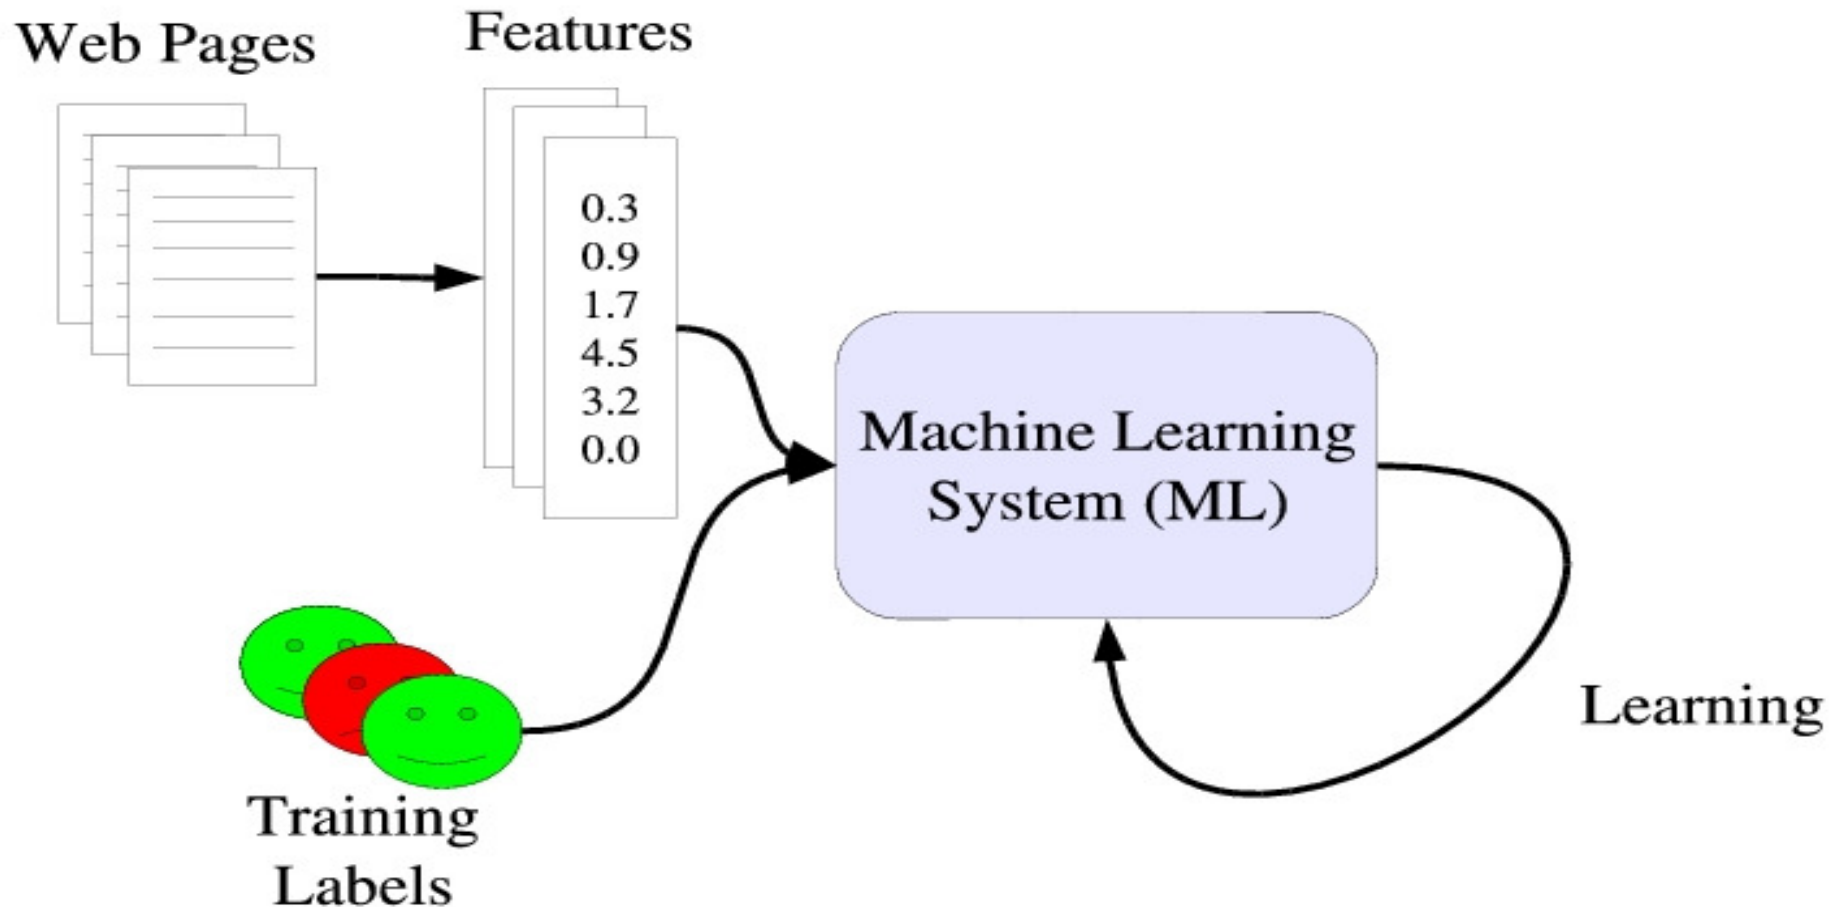 Web Pages
Features
0.3
0.9
1.7
4.5
3.2
0.0
Machine Learning
System (ML)
Learning
Training
Labels